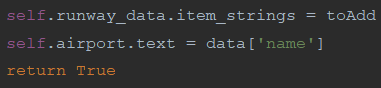 self.runway_data.item_strings = toAdd
self.airport.text = data['name']
return True